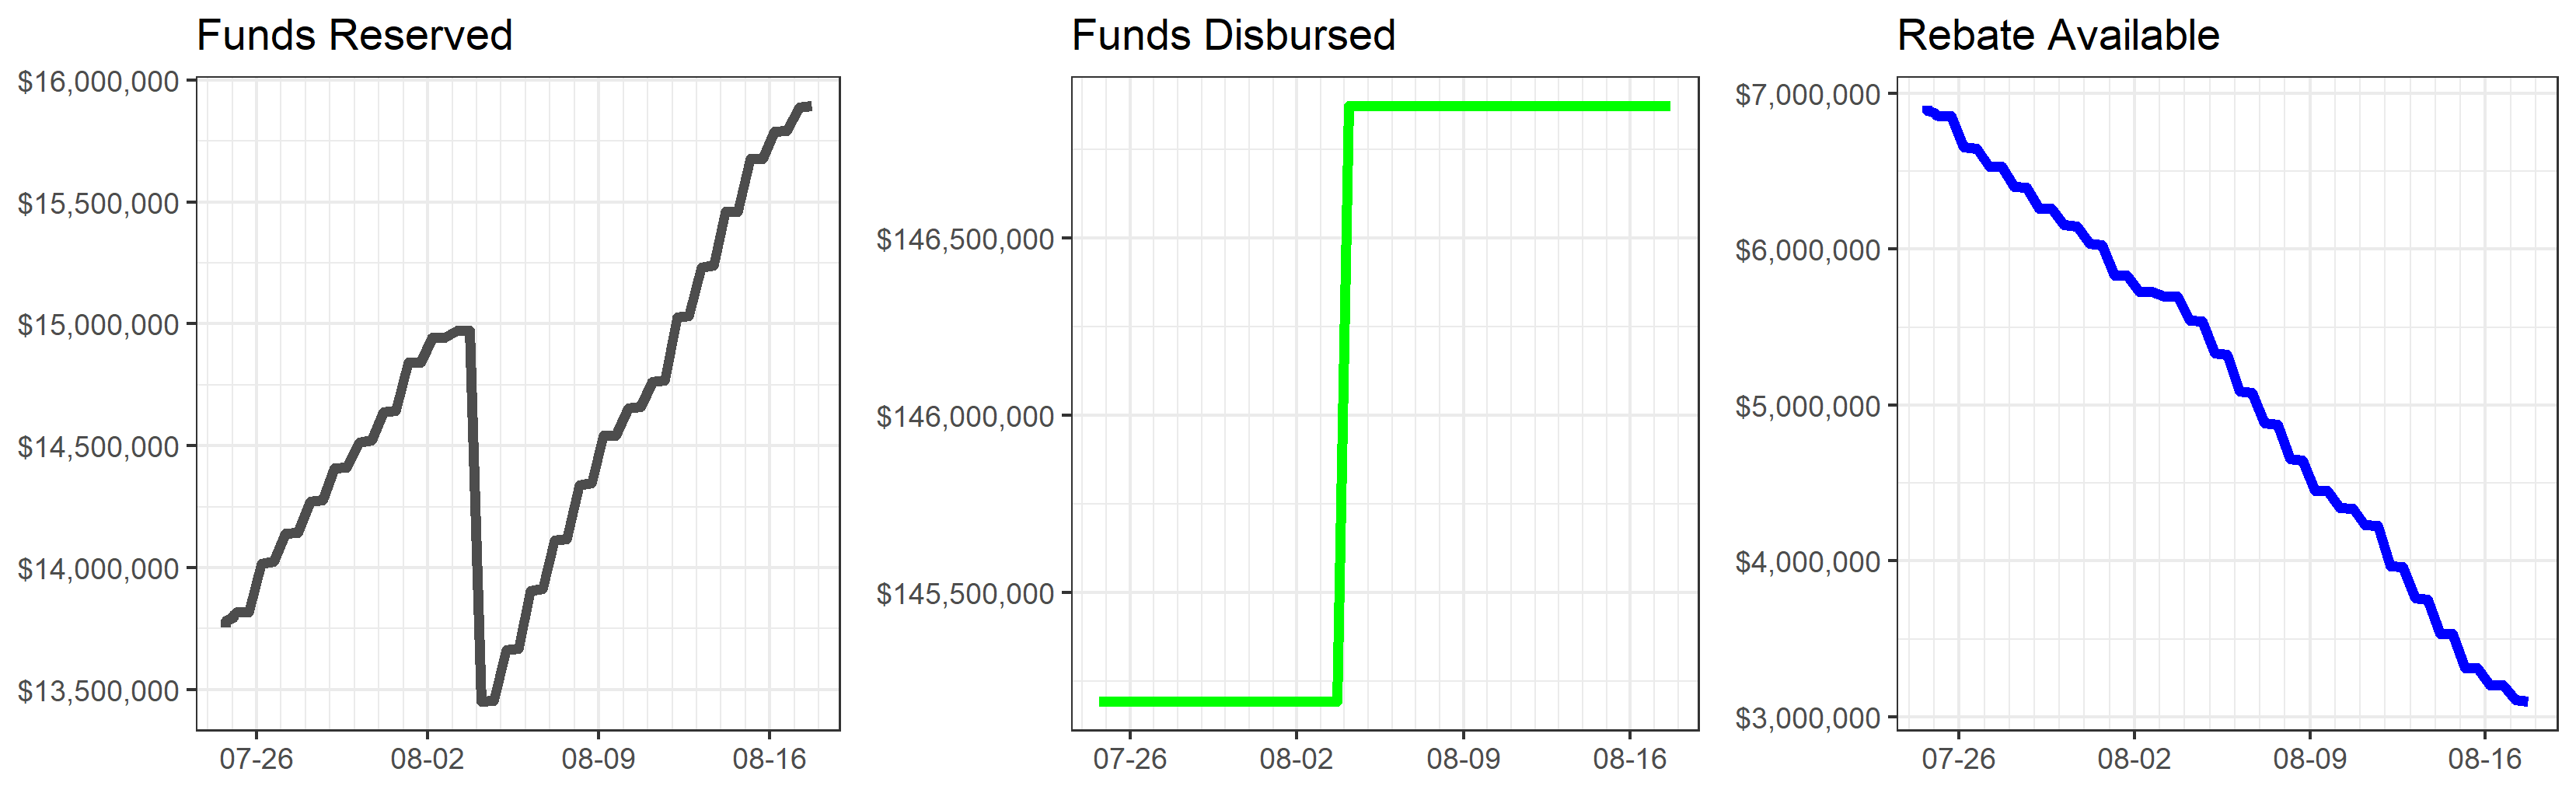 Funds Reserved
$16,000,000
$15,500,000
$15,000,000
$14,500,000
$14,000,000
$13,500,000
07-26 08-02 08-09 08-16
Funds Disbursed
$146,500,000
$146,000,000
$145,500,000
07-26 08-02 08-09 08-16
Rebate Available
$7,000,000
$6,000,000
$5,000,000
$4,000,000
$3,000,000
07-26 08-02 08-09 08-16